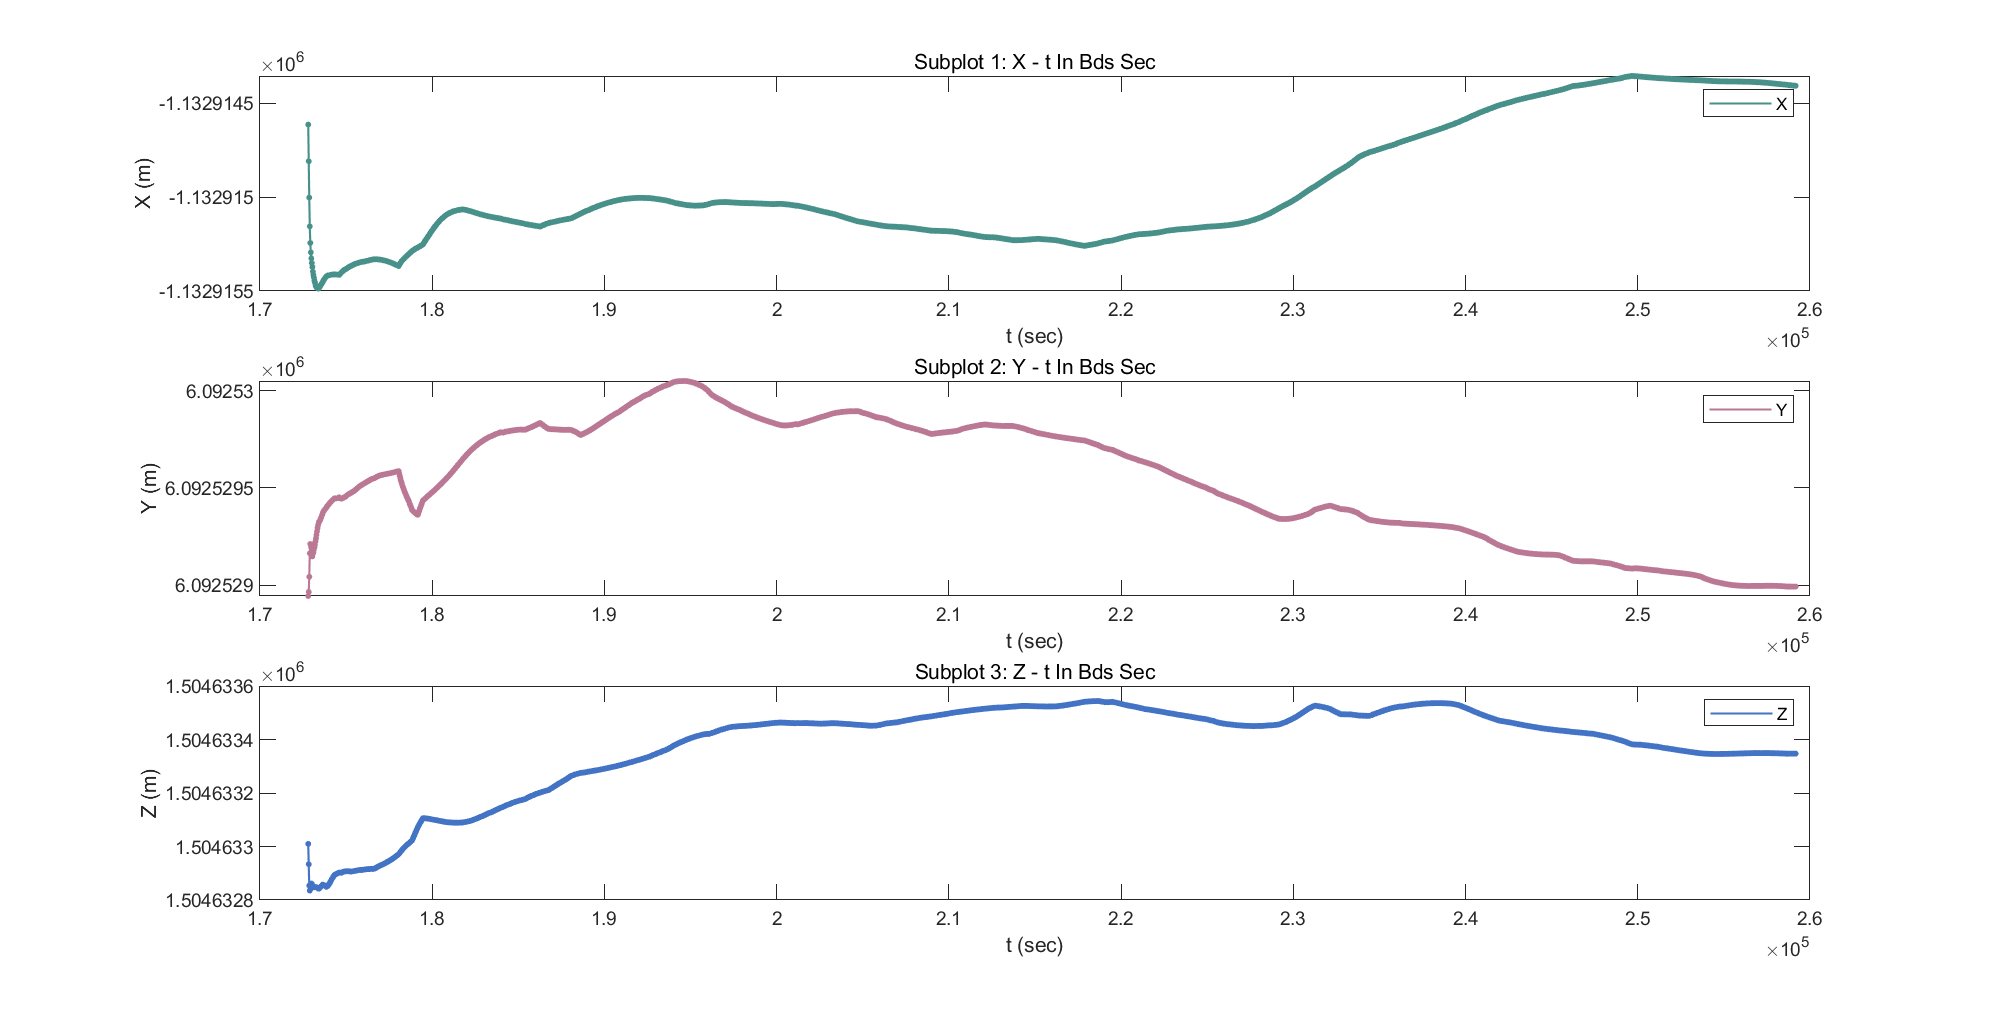 ×10^6
Subplot 1: X - t In Bds Sec
X (m)
-1.1329145
-1.132915
-1.1329155
X
1.7 1.8 1.9 2 2.1 2.2 2.3 2.4 2.5 2.6
t (sec)
×10^5
×10^6
Subplot 2: Y - t In Bds Sec
Y (m)
6.09253
6.0925295
6.092529
Y
1.7 1.8 1.9 2 2.1 2.2 2.3 2.4 2.5 2.6
t (sec)
×10^5
×10^6
Subplot 3: Z - t In Bds Sec
Z (m)
1.5046336
1.5046334
1.5046332
1.504633
1.5046328
Z
1.7 1.8 1.9 2 2.1 2.2 2.3 2.4 2.5 2.6
t (sec)
×10^5